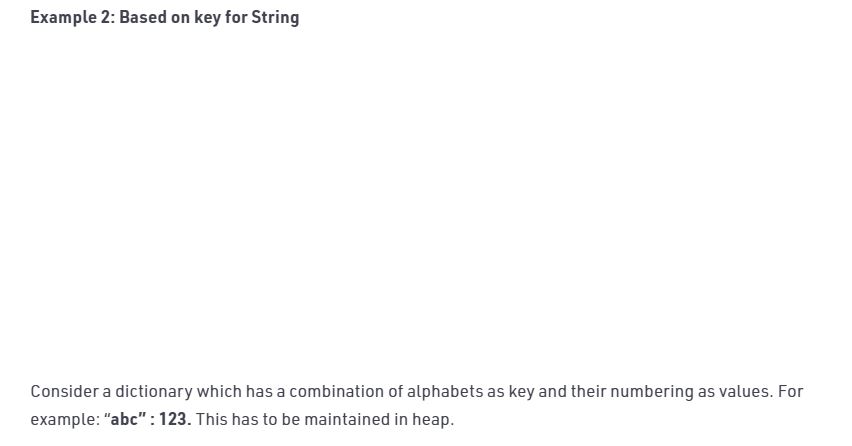 Example 2: Based on key for String
Consider a dictionary which has a combination of alphabets as key and their numbering as values. For
example: “abc” : 123. This has to be maintained in heap.